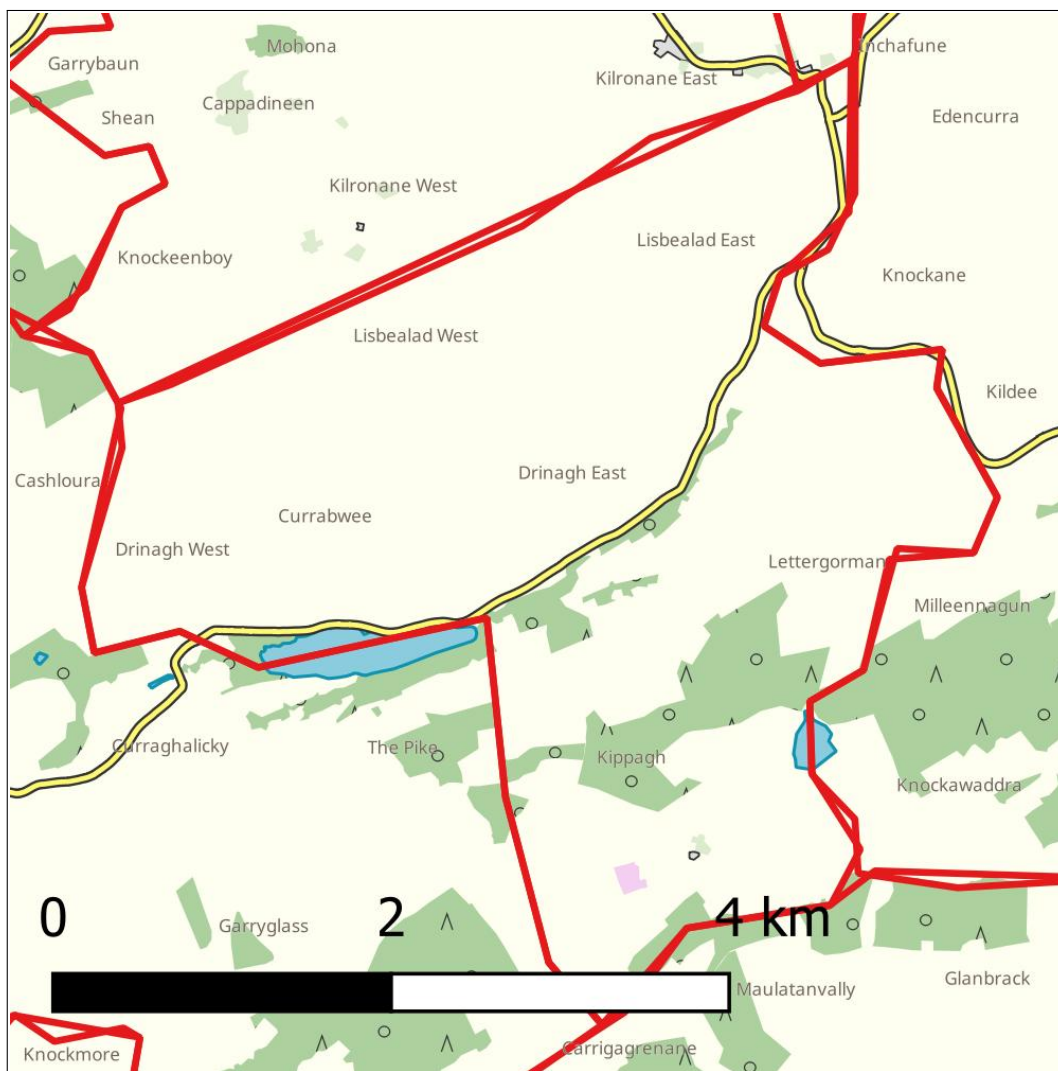 Mohona
Inchafune
Garrybaun
Kilronane East
Cappadineen
Shean
Edencurra
Kilronane West
Lisbealad East
Knockeenboy
Knockane
Lisbealad West
Kildee
Drinagh East
Cashloura
Currabwee
Drinagh West
Lettergorman
Milleennagun
Curraghalicky
The Pike
Kippagh
Knockawaddra
0 2 4 km
Garryglass
Glanbrack
Maulatanvally
Carrigagrenane
Knockmore